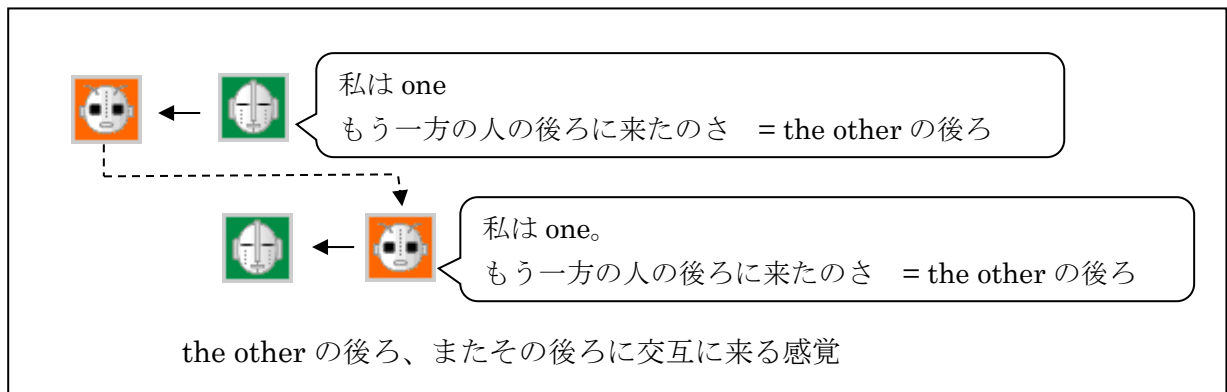 私は one
もう一方の人の後ろに来たのさ　= the other の後ろ
私は one。
もう一方の人の後ろに来たのさ　= the other の後ろ
the other の後ろ、またその後ろに交互に来る感覚